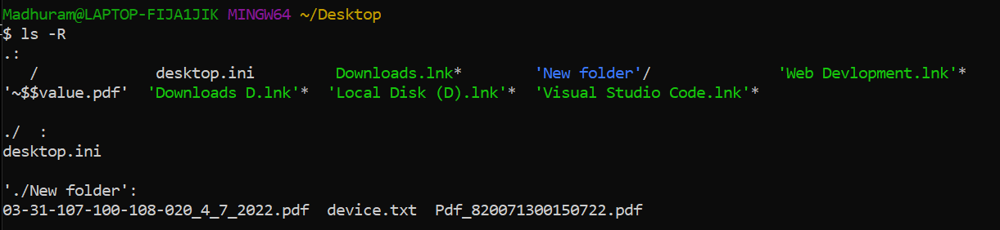 Madhuram@LAPTOP-FIJA1JIK MINGW64 ~/Desktop
$ ls -R
.:
   /             desktop.ini         Downloads.lnk*        'New folder'/              'Web Devlopment.lnk'*
'~$$value.pdf'  'Downloads D.lnk'*  'Local Disk (D).lnk'*  'Visual Studio Code.lnk'*

./  :
desktop.ini

'./New folder':
03-31-107-100-108-020_4_7_2022.pdf  device.txt  Pdf_820071300150722.pdf